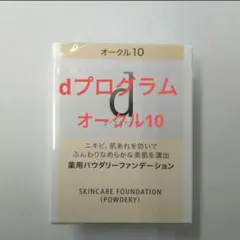 オークル10
dプログラム
d
オークル10
ニキビ、肌あれを防いで
ふんわりなめらかな美肌を演出
薬用パウダリーファンデーション
SKINCARE FOUNDATION
(POWDERY)